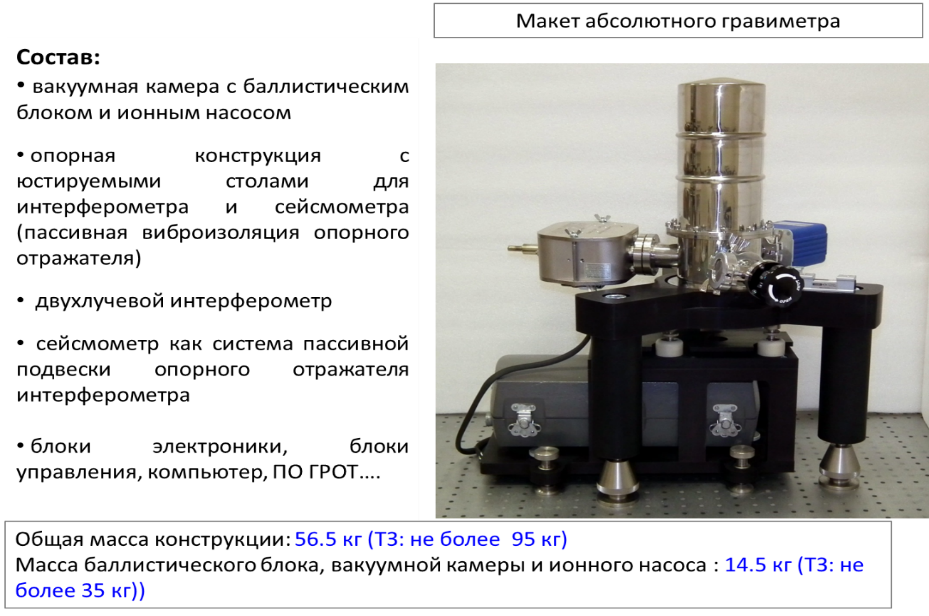 Макет абсолютного гравиметра
Состав:
• вакуумная камера с баллистическим
блоком и ионным насосом
• опорная конструкция с
юстируемыми столами для
интерферометра и сейсмометра
(пассивная виброизоляция опорного
отражателя)
• двухлучевой интерферометр
• сейсмометр как система пассивной
подвески опорного отражателя
интерферометра
• блоки электроники, блоки
управления, компьютер, ПО ГРОТ....
Общая масса конструкции: 56.5 кг (ТЗ: не более 95 кг)
Масса баллистического блока, вакуумной камеры и ионного насоса : 14.5 кг (ТЗ: не
более 35 кг))